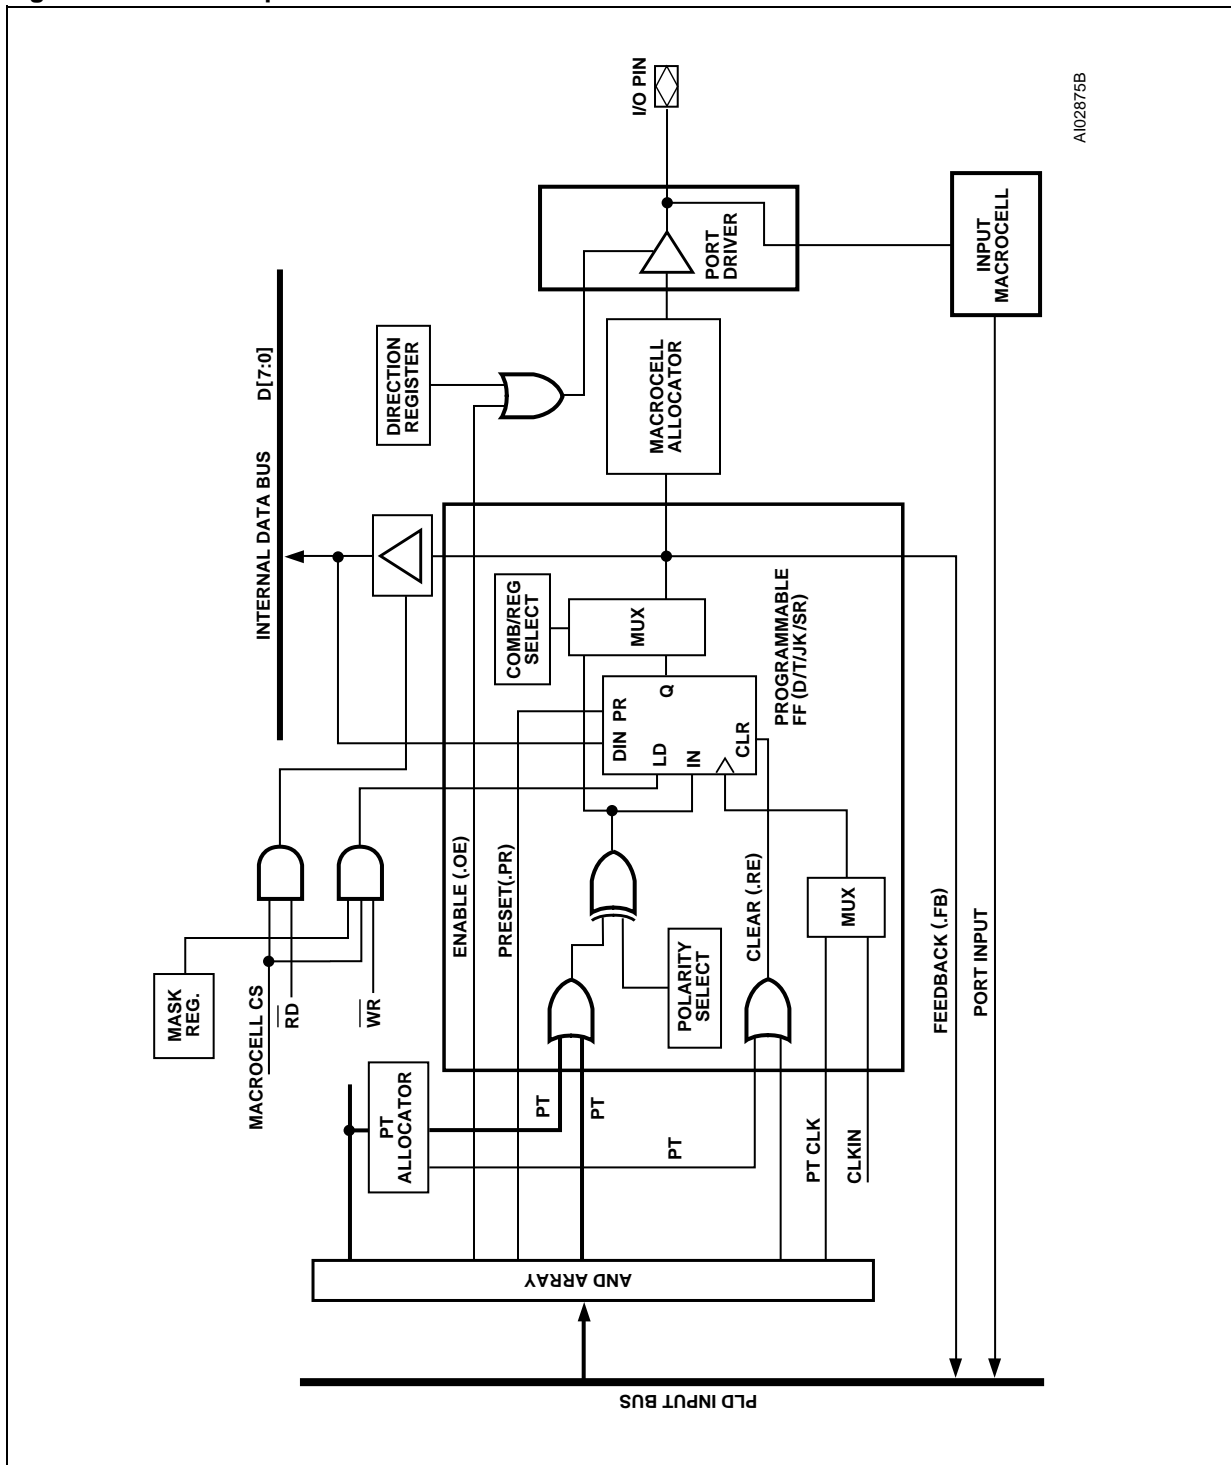 AI02875B
I/O PIN
PORT
DRIVER
INPUT
MACROCELL
DIRECTION
REGISTER
MACROCELL
ALLOCATOR
INTERNAL DATA BUS
D[7:0]
COMB/REG
SELECT
MUX
PROGRAMMABLE
FF (D/T/JK/SR)
DIN
PR
LD
Q
IN
CLR
MASK
REG.
MACROCELL CS
RD
WR
ENABLE (.OE)
PRESET(.PR)
POLARITY
SELECT
CLEAR (.RE)
MUX
FEEDBACK (.FB)
PORT INPUT
PT
ALLOCATOR
PT
PT
PT
PT CLK
CLKIN
AND ARRAY
PLD INPUT BUS